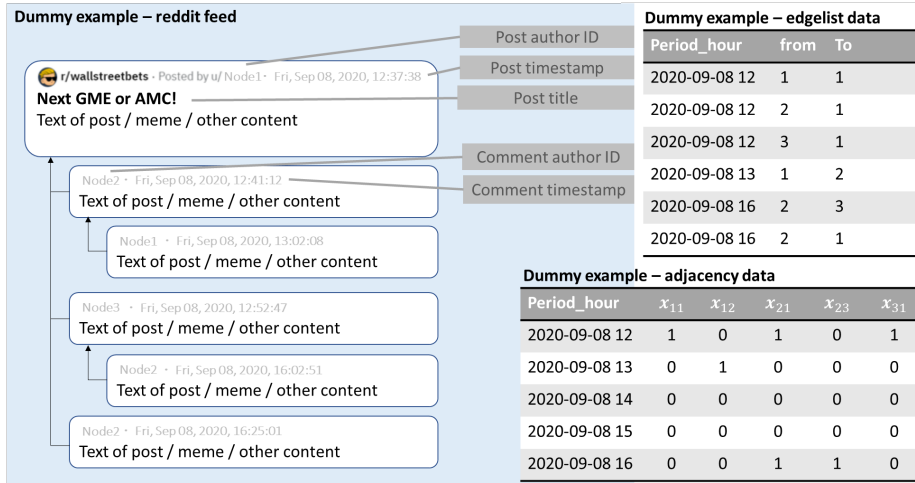 Dummy example – reddit feed
Post author ID
Post timestamp
Post title
Comment author ID
Comment timestamp
r/wallstreetbets · Posted by u/ Node1 · Fri, Sep 08, 2020, 12:37:38
Next GME or AMC!
Text of post / meme / other content
Node2 · Fri, Sep 08, 2020, 12:41:12
Text of post / meme / other content
Node1 · Fri, Sep 08, 2020, 13:02:08
Text of post / meme / other content
Node3 · Fri, Sep 08, 2020, 12:52:47
Text of post / meme / other content
Node2 · Fri, Sep 08, 2020, 16:02:51
Text of post / meme / other content
Node2 · Fri, Sep 08, 2020, 16:25:01
Text of post / meme / other content
Dummy example – edgelist data
Period_hour from To
2020-09-08 12 1 1
2020-09-08 12 2 1
2020-09-08 12 3 1
2020-09-08 13 1 2
2020-09-08 16 2 3
2020-09-08 16 2 1
Dummy example – adjacency data
Period_hour x₁₁ x₁₂ x₂₁ x₂₃ x₃₁
2020-09-08 12 1 0 1 0 1
2020-09-08 13 0 1 0 0 0
2020-09-08 14 0 0 0 0 0
2020-09-08 15 0 0 0 0 0
2020-09-08 16 0 0 1 1 0